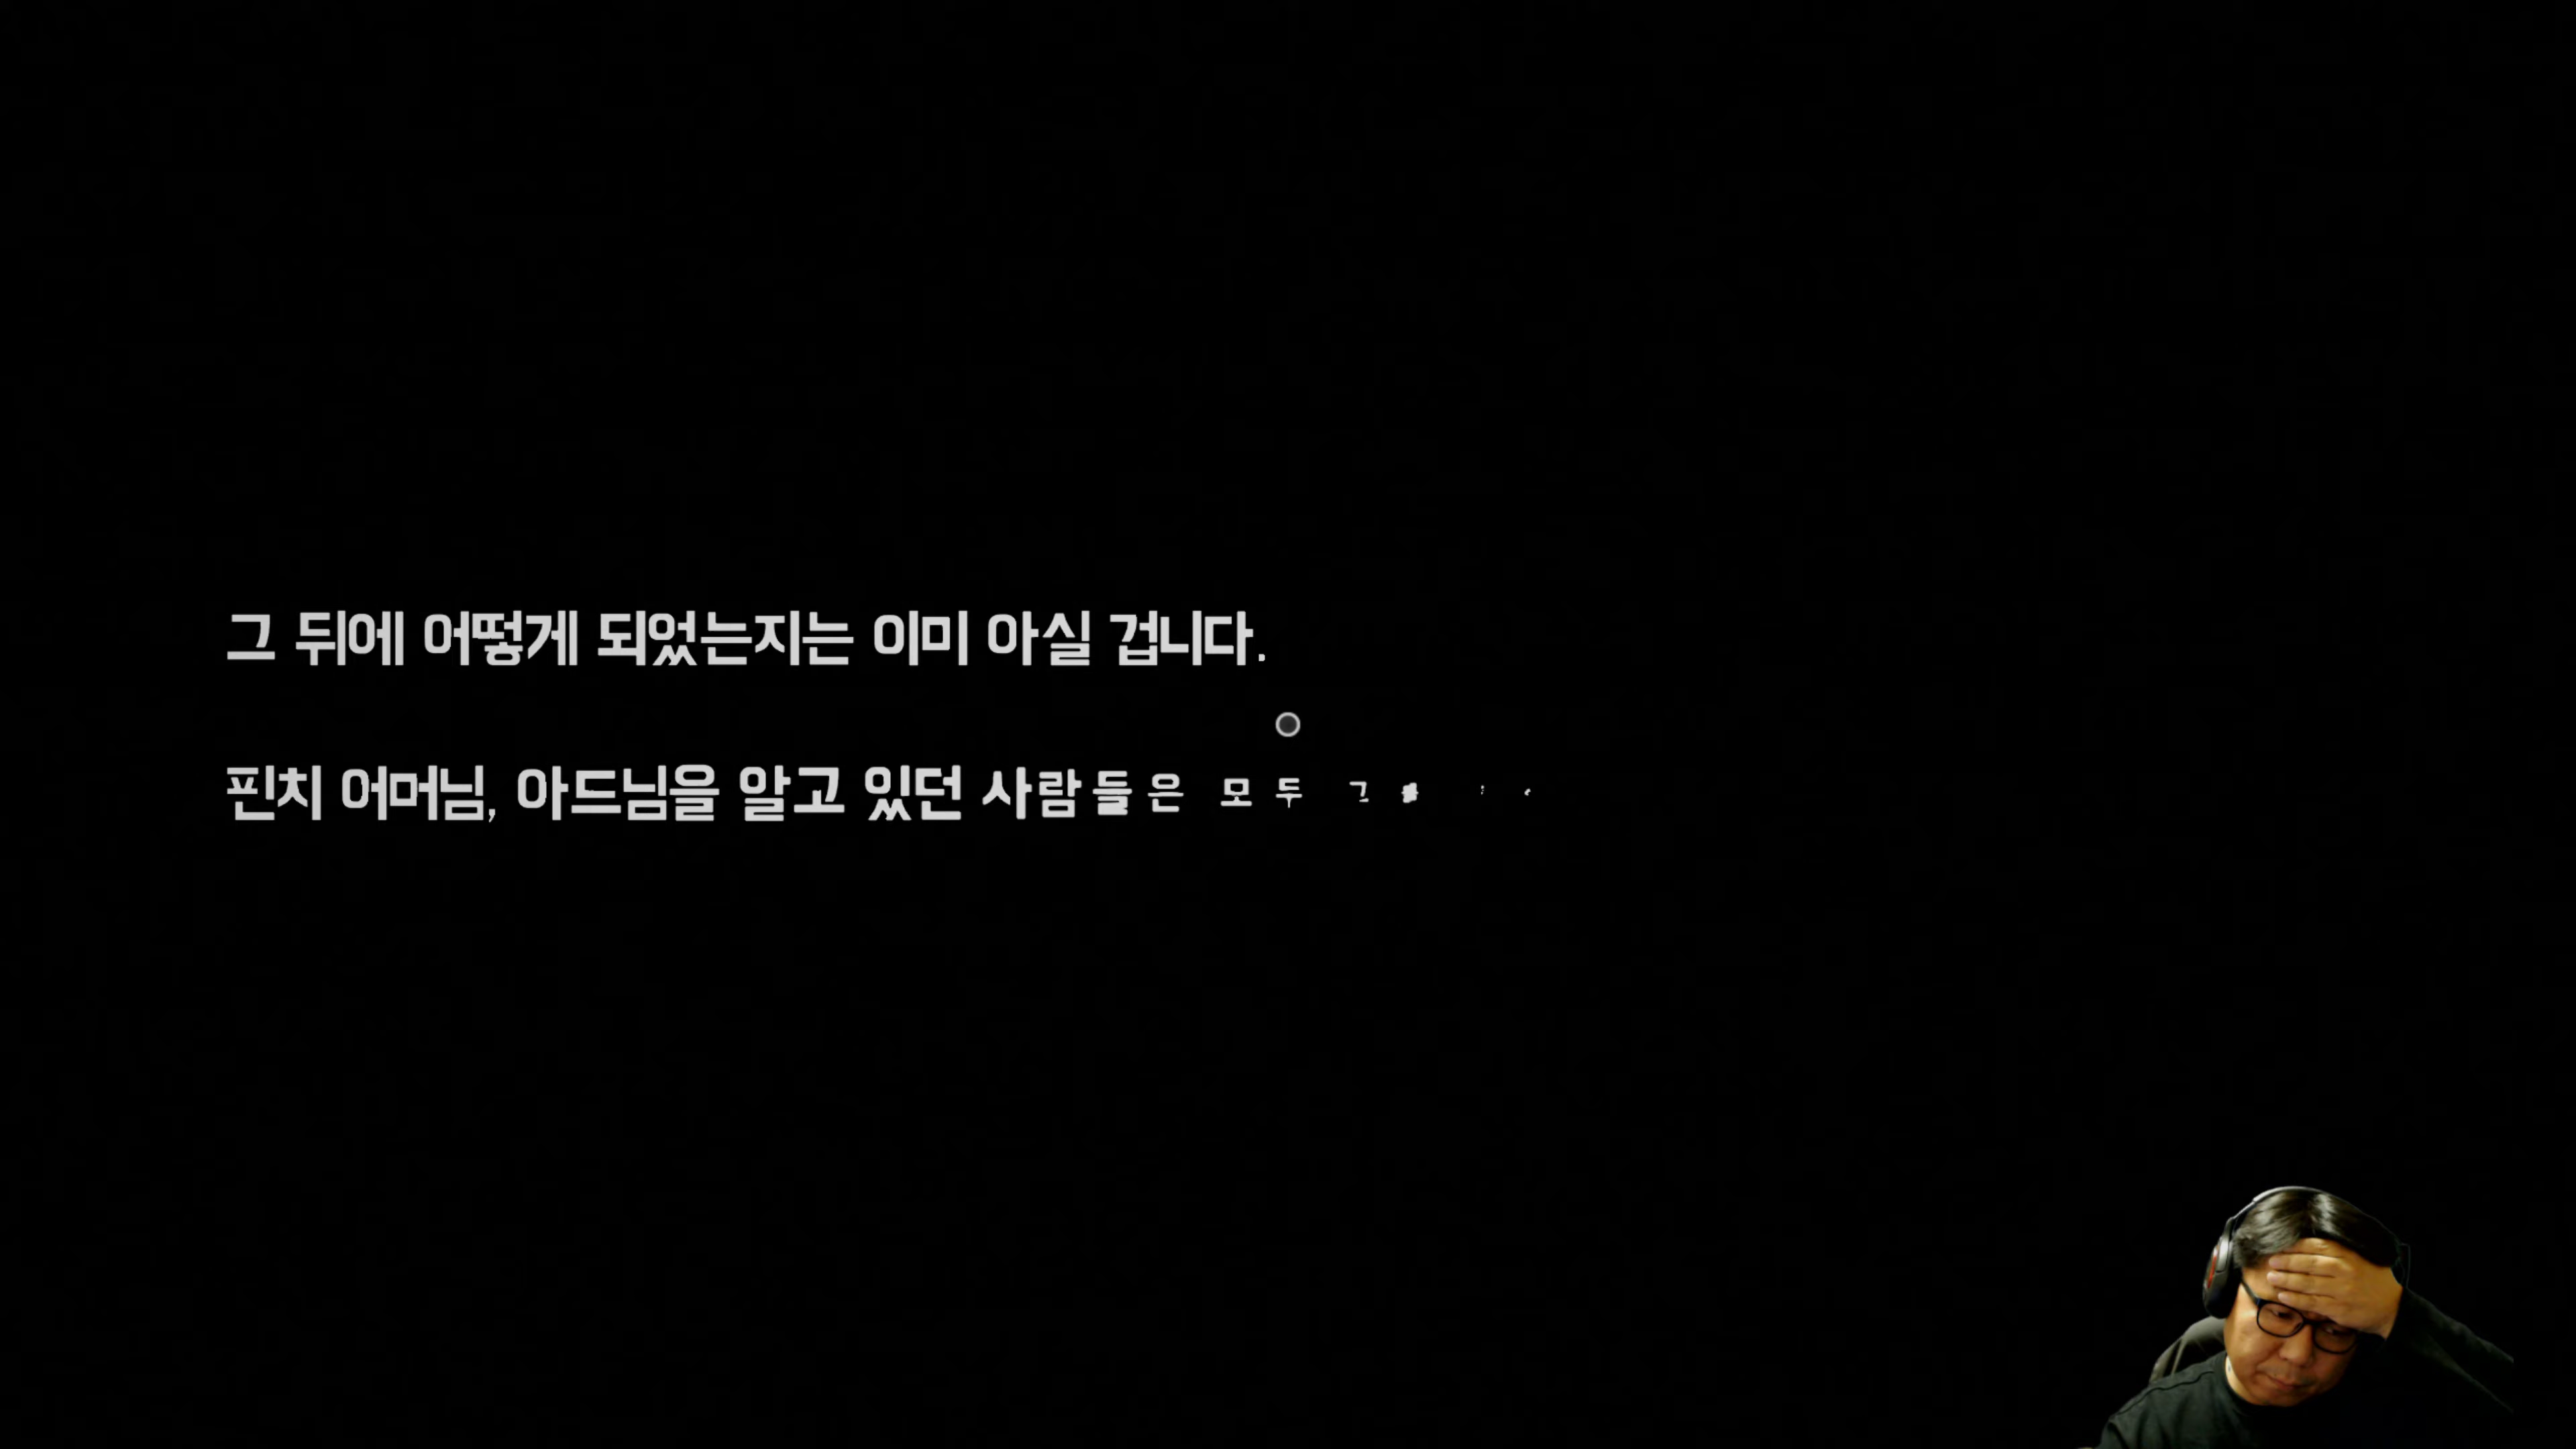 그 뒤에 어떻게 되었는지는 이미 아실 겁니다.
핀치 어머님, 아드님을 알고 있던 사람들은 모두